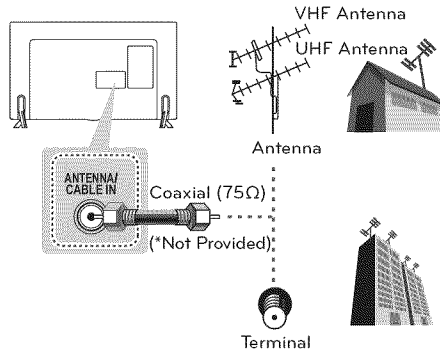 VHF Antenna
UHF Antenna
Antenna
ANTENNA/
CABLE IN
Coaxial (75Ω)
(*Not Provided)
Terminal